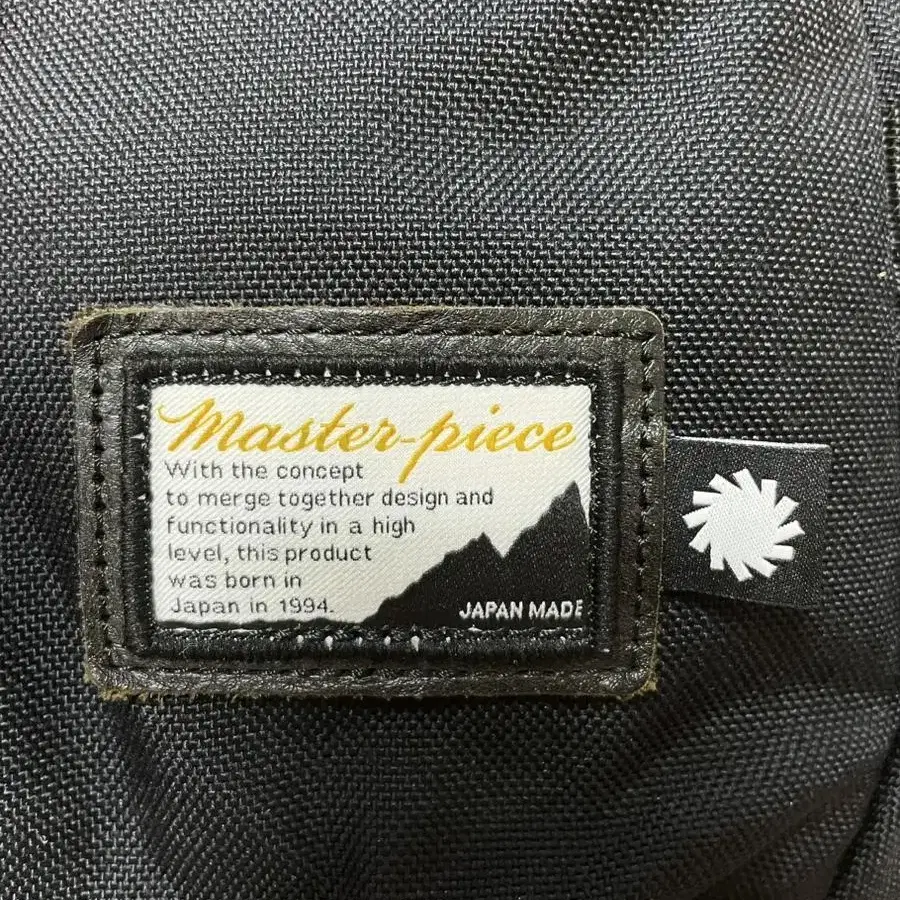 Master-piece
With the concept
to merge together design and
functionality in a high
level, this product
was born in
Japan in 1994.
JAPAN MADE